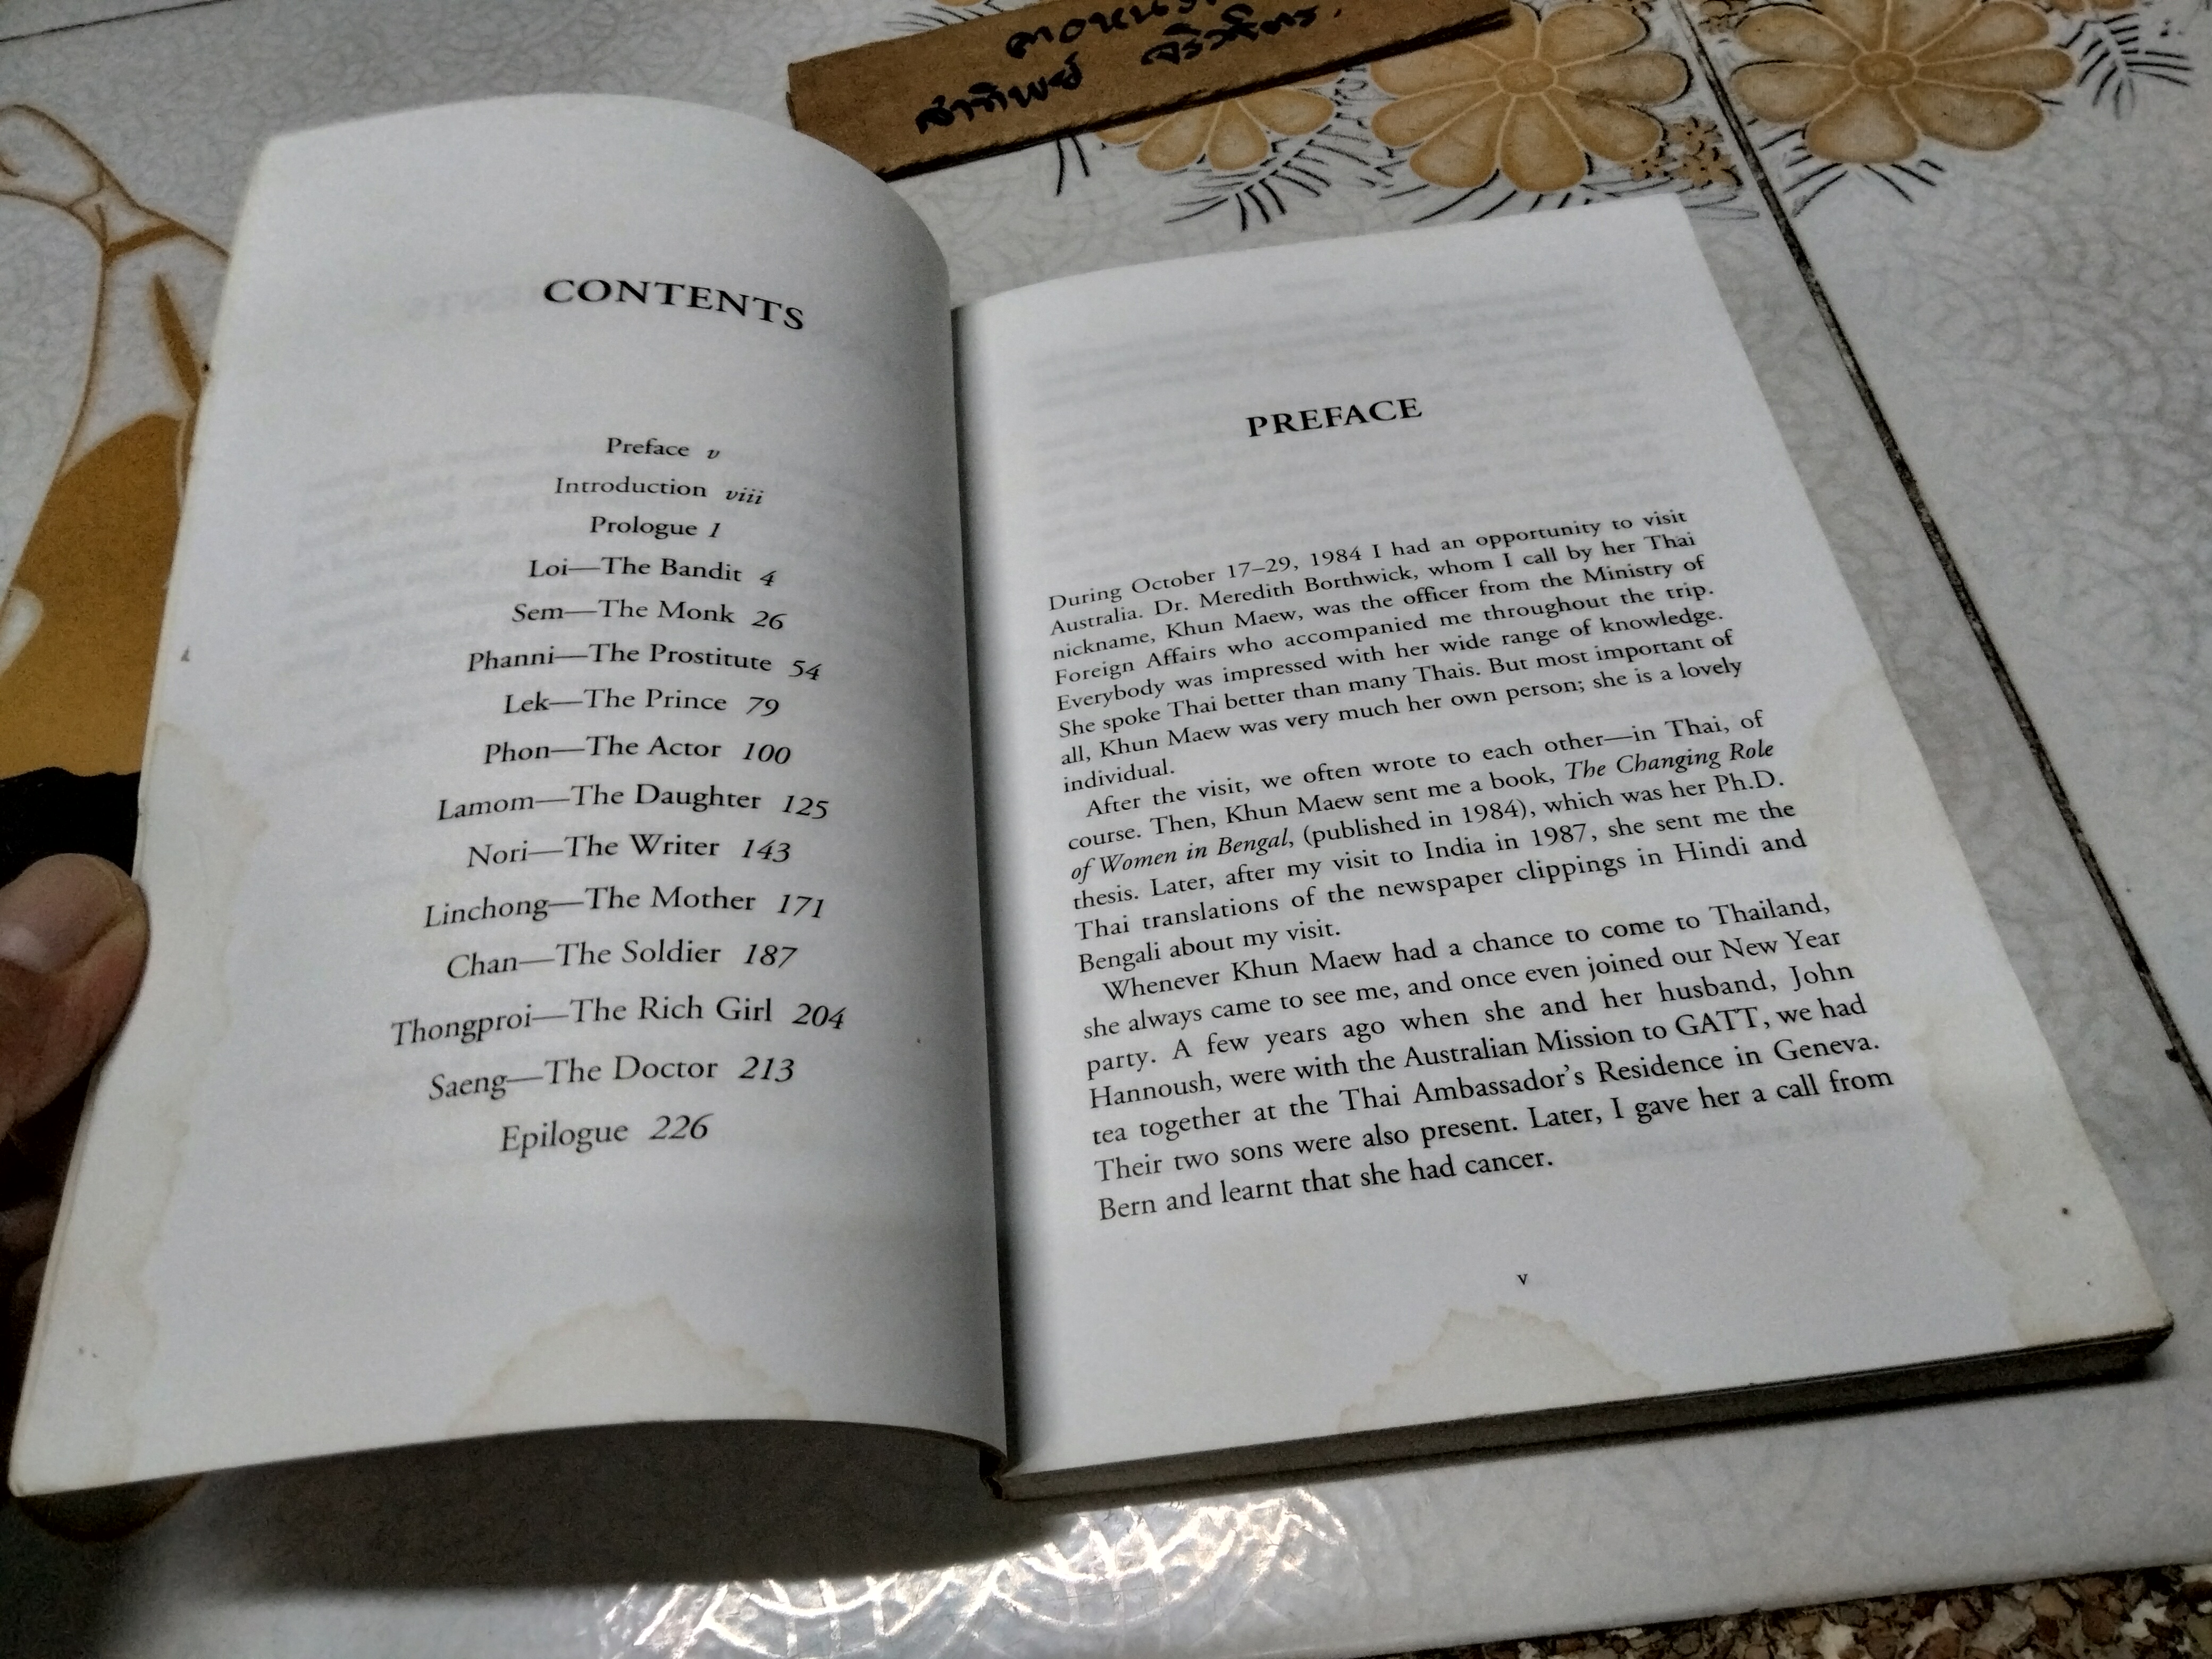 สาทิพย์
CONTENTS
Preface v
Introduction viii
Prologue 1
Loi—The Bandit 4
Sem—The Monk 26
Phanni—The Prostitute 54
Lek—The Prince 79
Phon—The Actor 100
Lamom—The Daughter 125
Nori—The Writer 143
Linchong—The Mother 171
Chan—The Soldier 187
Thongproi—The Rich Girl 204
Saeng—The Doctor 213
Epilogue 226
PREFACE
During October 17–29, 1984 I had an opportunity to visit
Australia. Dr. Meredith Borthwick, whom I call by her Thai
nickname, Khun Maew, was the officer from the Ministry of
Foreign Affairs who accompanied me throughout the trip.
Everybody was impressed with her wide range of knowledge.
She spoke Thai better than many Thais. But most important of
all, Khun Maew was very much her own person; she is a lovely
individual.
After the visit, we often wrote to each other—in Thai, of
course. Then, Khun Maew sent me a book, The Changing Role
of Women in Bengal, (published in 1984), which was her Ph.D.
thesis. Later, after my visit to India in 1987, she sent me the
Thai translations of the newspaper clippings in Hindi and
Bengali about my visit.
Whenever Khun Maew had a chance to come to Thailand,
she always came to see me, and once even joined our New Year
party. A few years ago when she and her husband, John
Hannoush, were with the Australian Mission to GATT, we had
tea together at the Thai Ambassador's Residence in Geneva.
Their two sons were also present. Later, I gave her a call from
Bern and learnt that she had cancer.
v